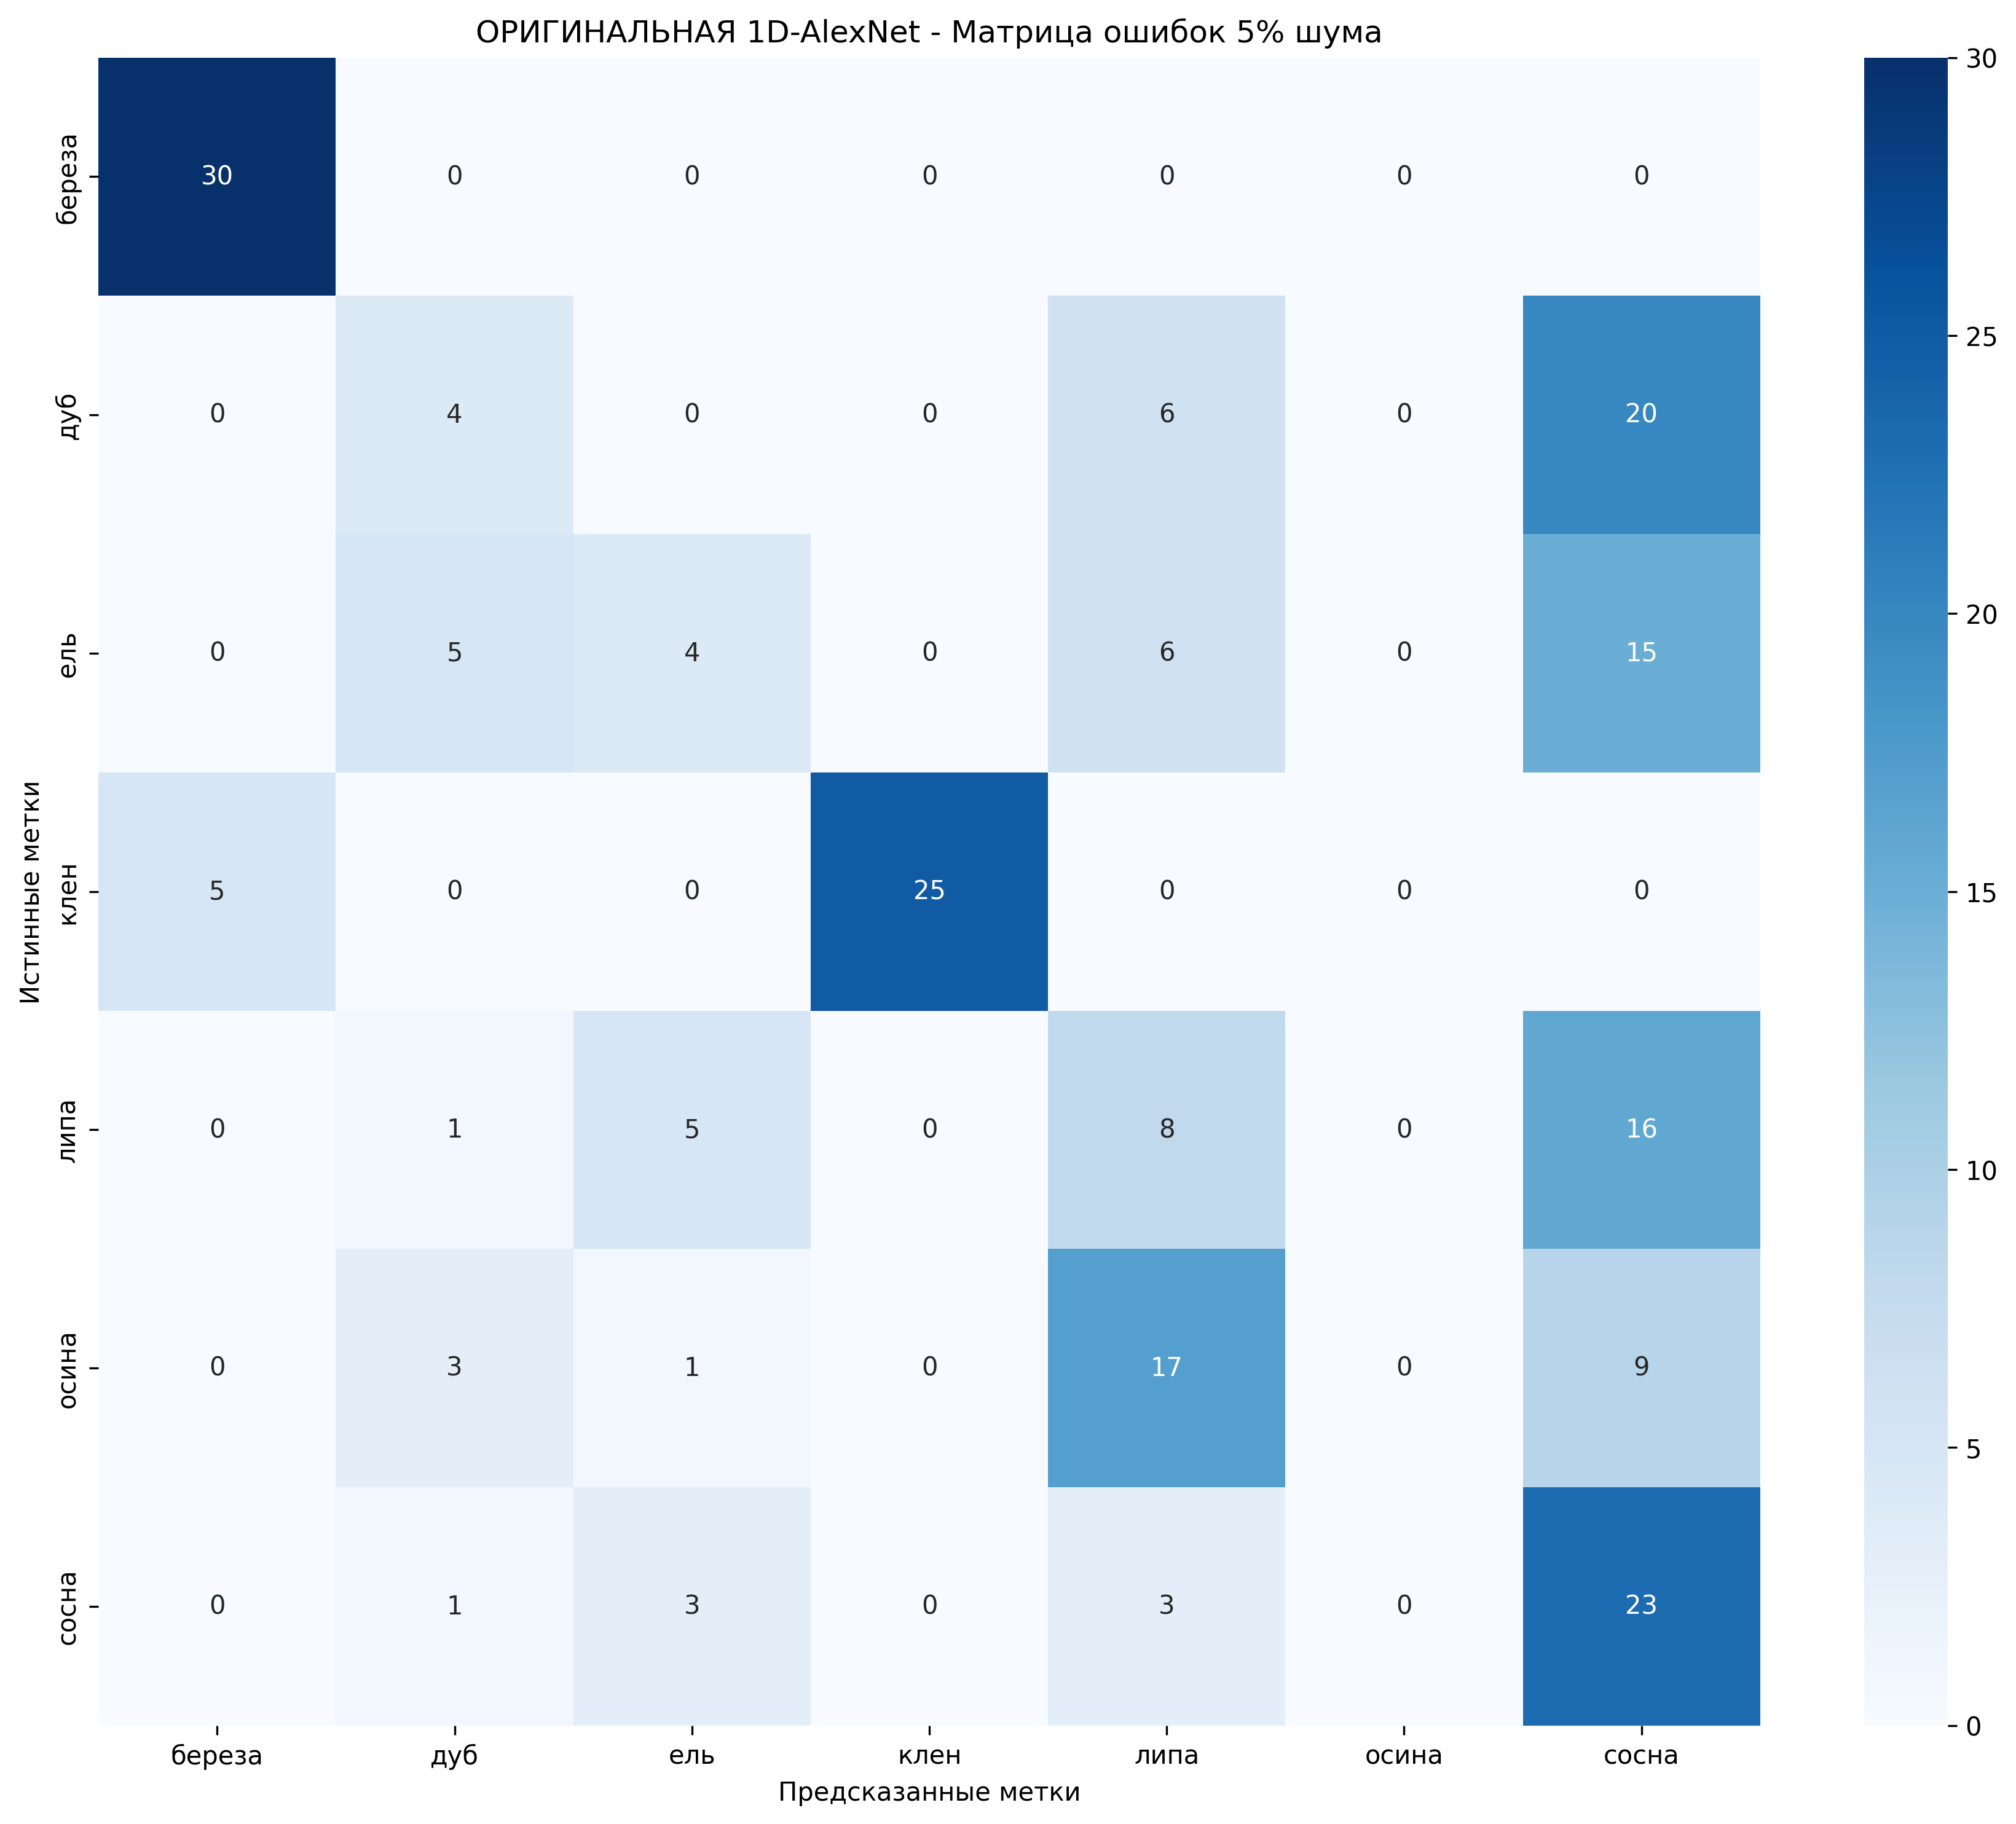 ОРИГИНАЛЬНАЯ 1D-AlexNet - Матрица ошибок 5% шума
Истинные метки
береза 30 0 0 0 0 0 0
дуб 0 4 0 0 6 0 20
ель 0 5 4 0 6 0 15
клен 5 0 0 25 0 0 0
липа 0 1 5 0 8 0 16
осина 0 3 1 0 17 0 9
сосна 0 1 3 0 3 0 23
береза дуб ель клен липа осина сосна
Предсказанные метки
30
25
20
15
10
5
0